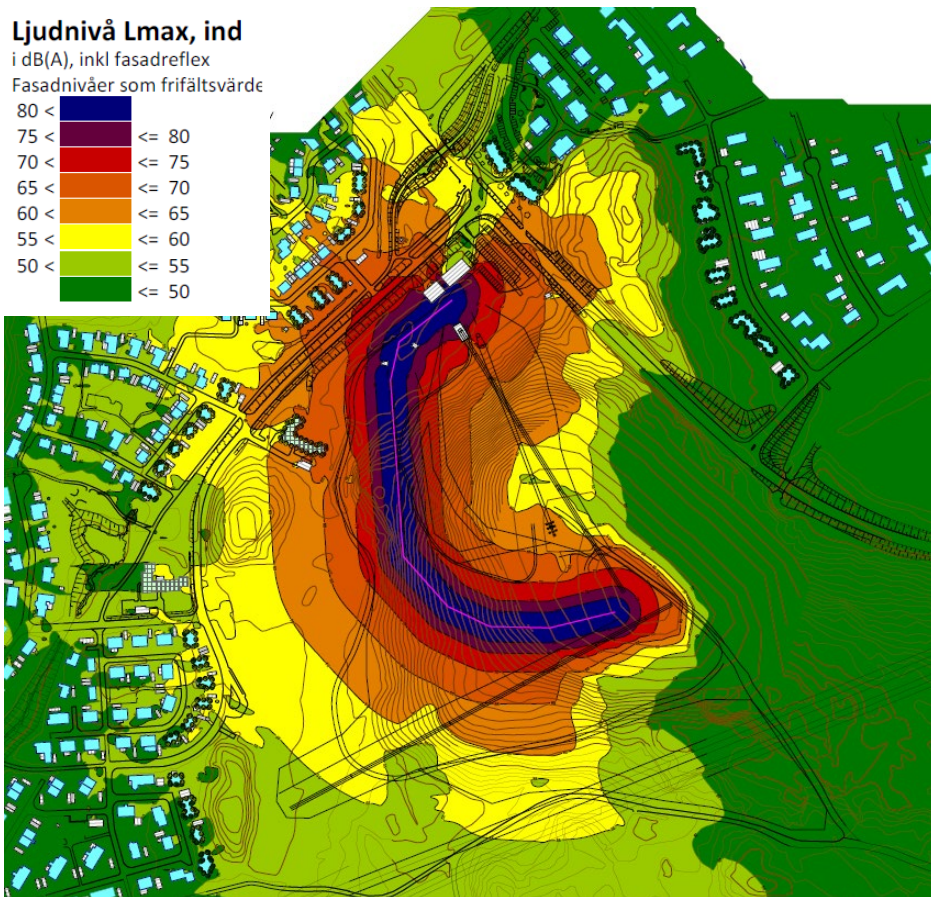 Ljudnivå Lmax, ind
i dB(A), inkl fasadreflex
Fasadnivåer som frifältsvärde
80 <
75 < <= 80
70 < <= 75
65 < <= 70
60 < <= 65
55 < <= 60
50 < <= 55
<= 50